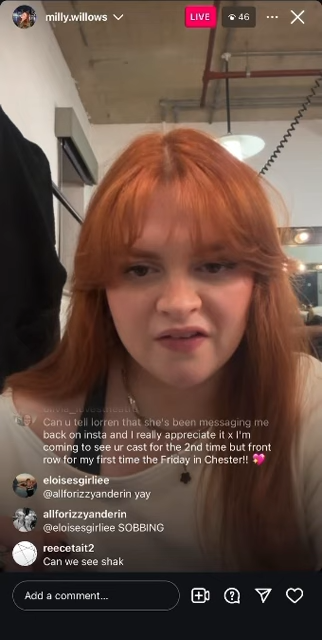 milly.willows
LIVE
46
Can u tell lorren that she's been messaging me
back on insta and I really appreciate it x I'm
coming to see ur cast for the 2nd time but front
row for my first time the Friday in Chester!! 💖
eloisesgirliee
@allforizzyanderin yay
allforizzyanderin
@eloisesgirliee SOBBING
reecetait2
Can we see shak
Add a comment...